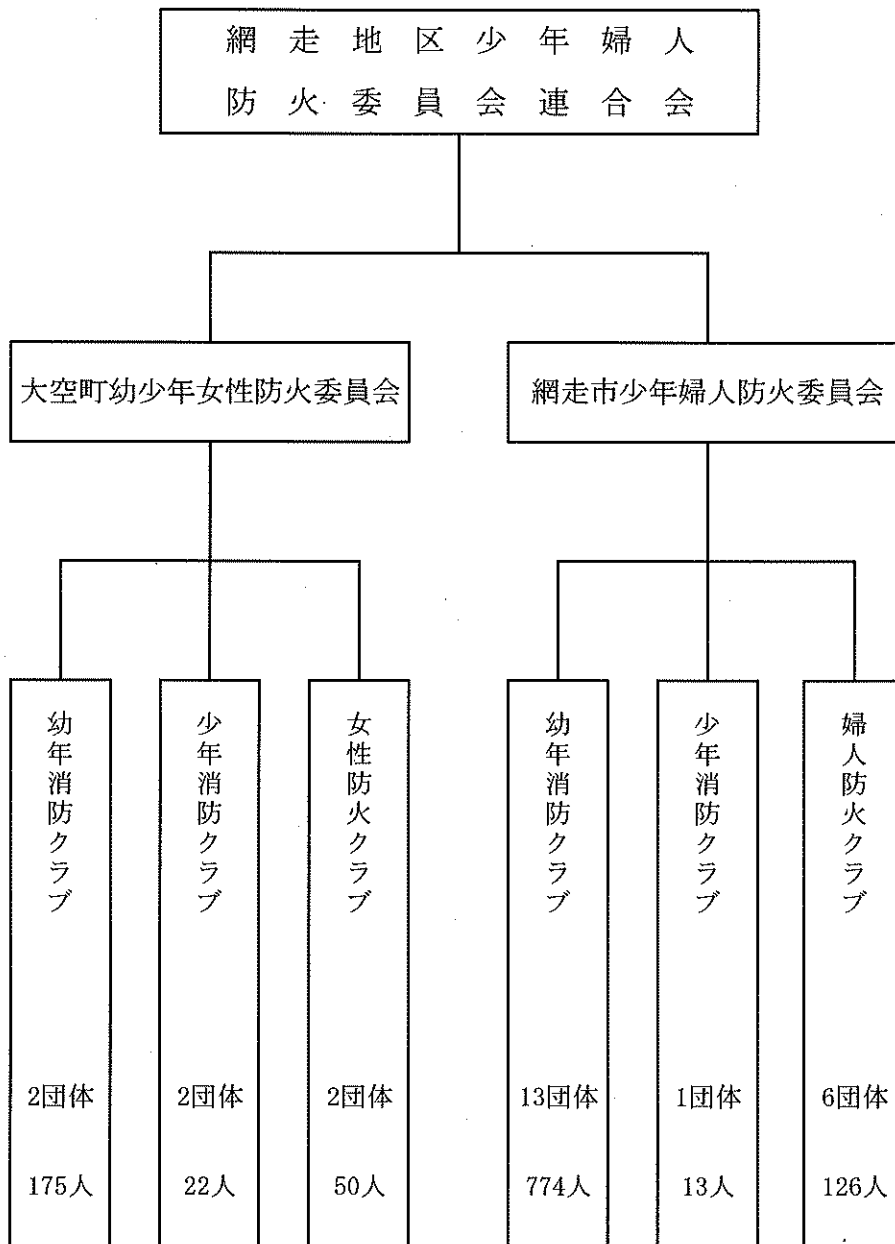 網走地区少年婦人
防火委員会連合会
大空町幼少年女性防火委員会
網走市少年婦人防火委員会
幼年消防クラブ
2団体
175人
少年消防クラブ
2団体
22人
女性防火クラブ
2団体
50人
幼年消防クラブ
13団体
774人
少年消防クラブ
1団体
13人
婦人防火クラブ
6団体
126人